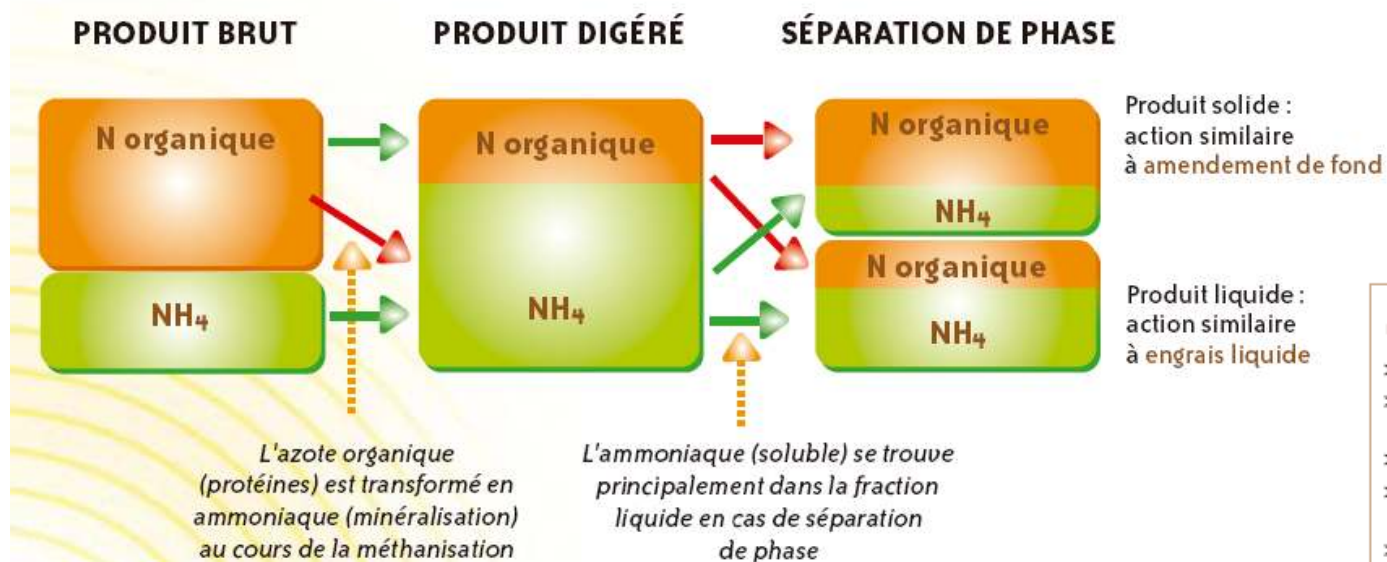 PRODUIT BRUT
PRODUIT DIGÉRÉ
SÉPARATION DE PHASE
N organique
NH₄
N organique
NH₄
N organique
NH₄
N organique
NH₄
Produit solide :
action similaire
à amendement de fond
Produit liquide :
action similaire
à engrais liquide
L'azote organique
(protéines) est transformé en
ammoniaque (minéralisation)
au cours de la méthanisation
L'ammoniaque (soluble) se trouve
principalement dans la fraction
liquide en cas de séparation
de phase